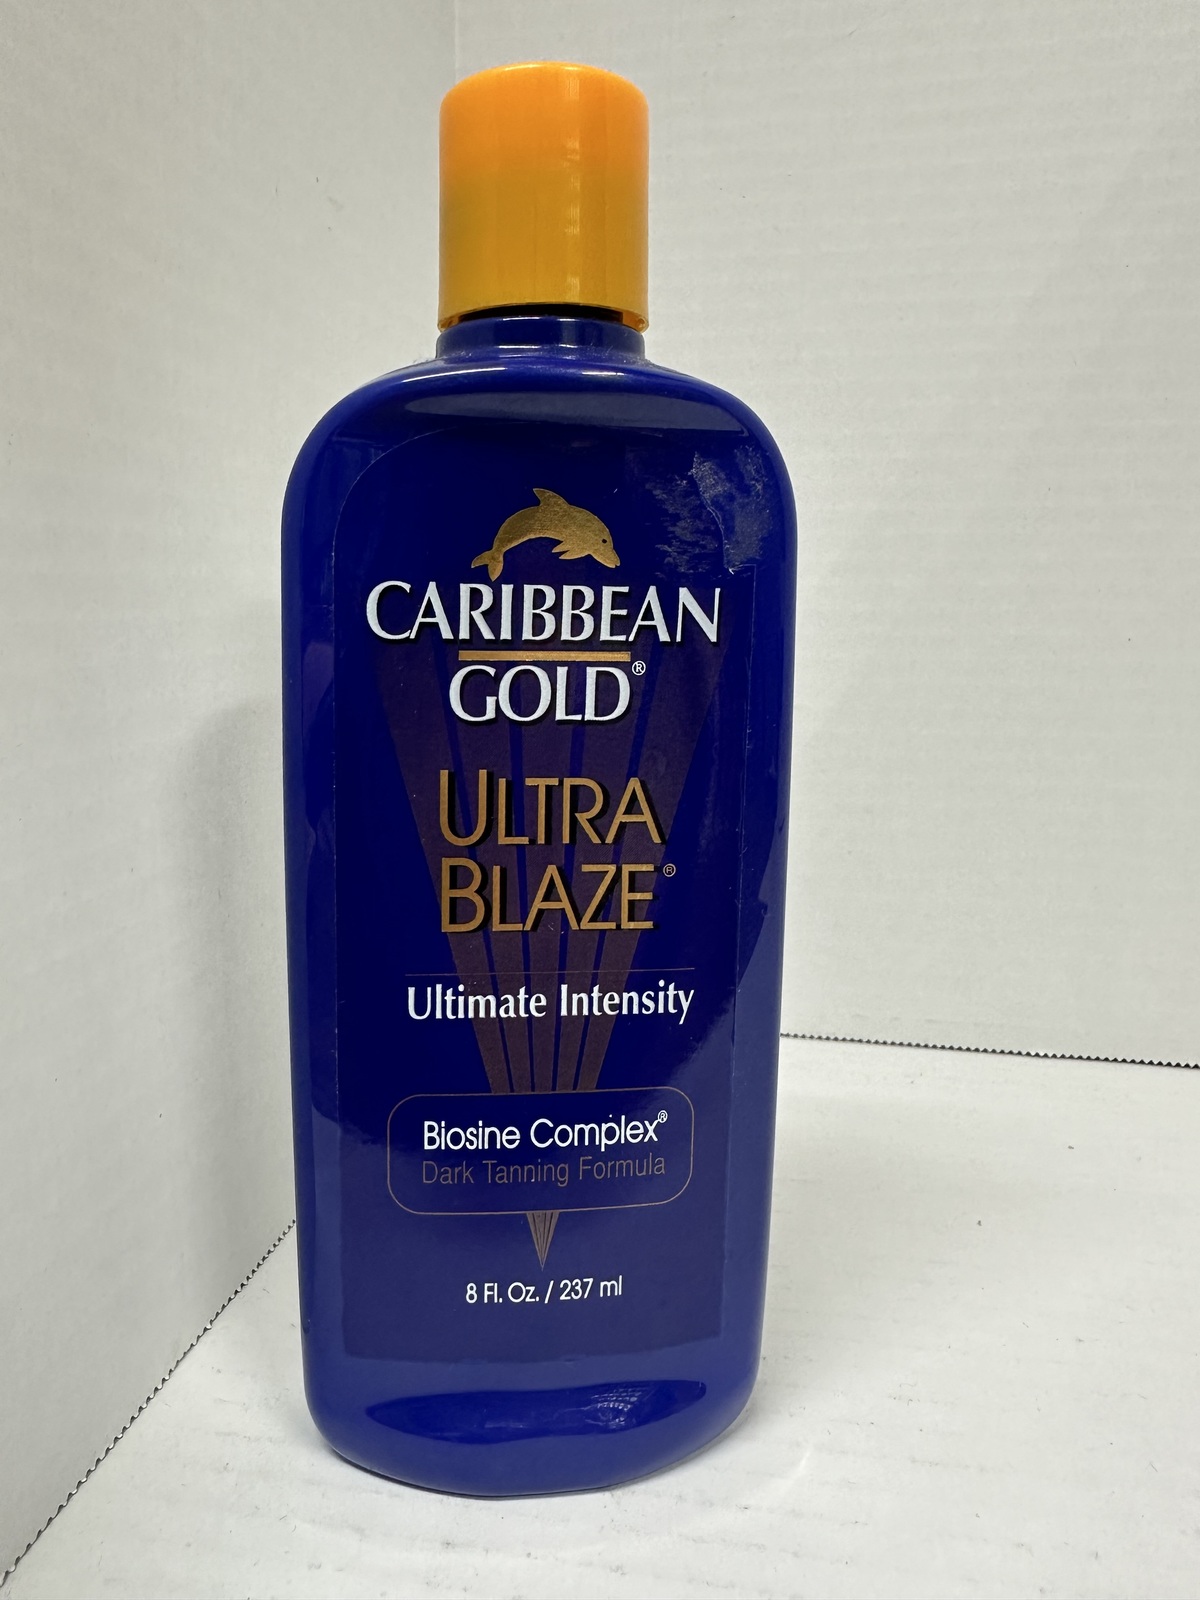 CARIBBEAN
GOLD®
ULTRA
BLAZE®
Ultimate Intensity
Biosine Complex®
Dark Tanning Formula
8 Fl. Oz. / 237 ml